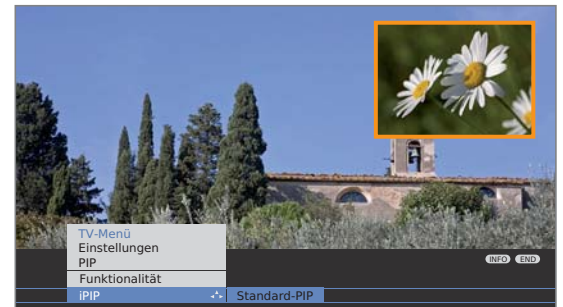 TV-Menü
Einstellungen
PIP
INFO END
Funktionalität
iPIP Standard-PIP